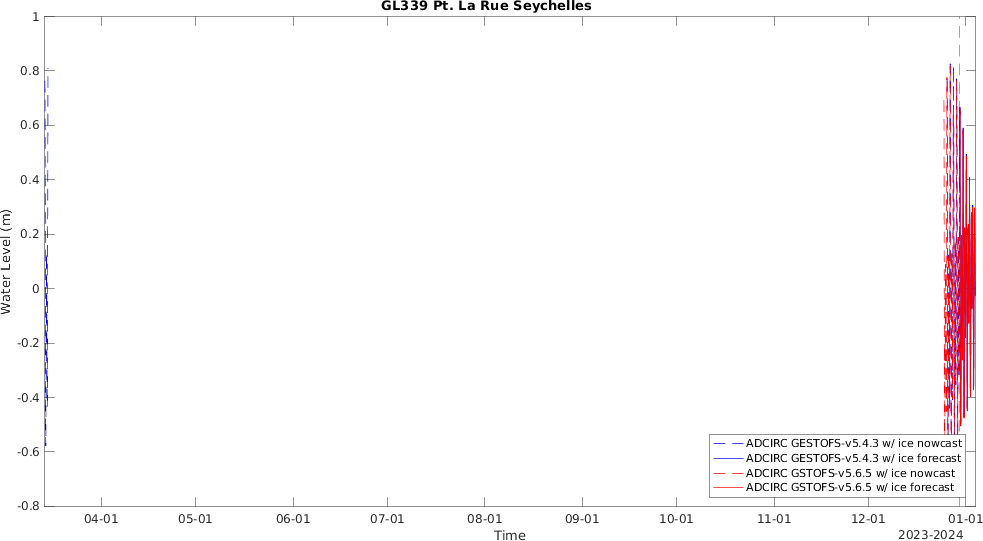 GL339 Pt. La Rue Seychelles
Water Level (m)
1
0.8
0.6
0.4
0.2
0
-0.2
-0.4
-0.6
-0.8
ADCIRC GESTOFS-v5.4.3 w/ ice nowcast
ADCIRC GESTOFS-v5.4.3 w/ ice forecast
ADCIRC GSTOFS-v5.6.5 w/ ice nowcast
ADCIRC GSTOFS-v5.6.5 w/ ice forecast
04-01 05-01 06-01 07-01 08-01 09-01 10-01 11-01 12-01 01-01
Time
2023-2024